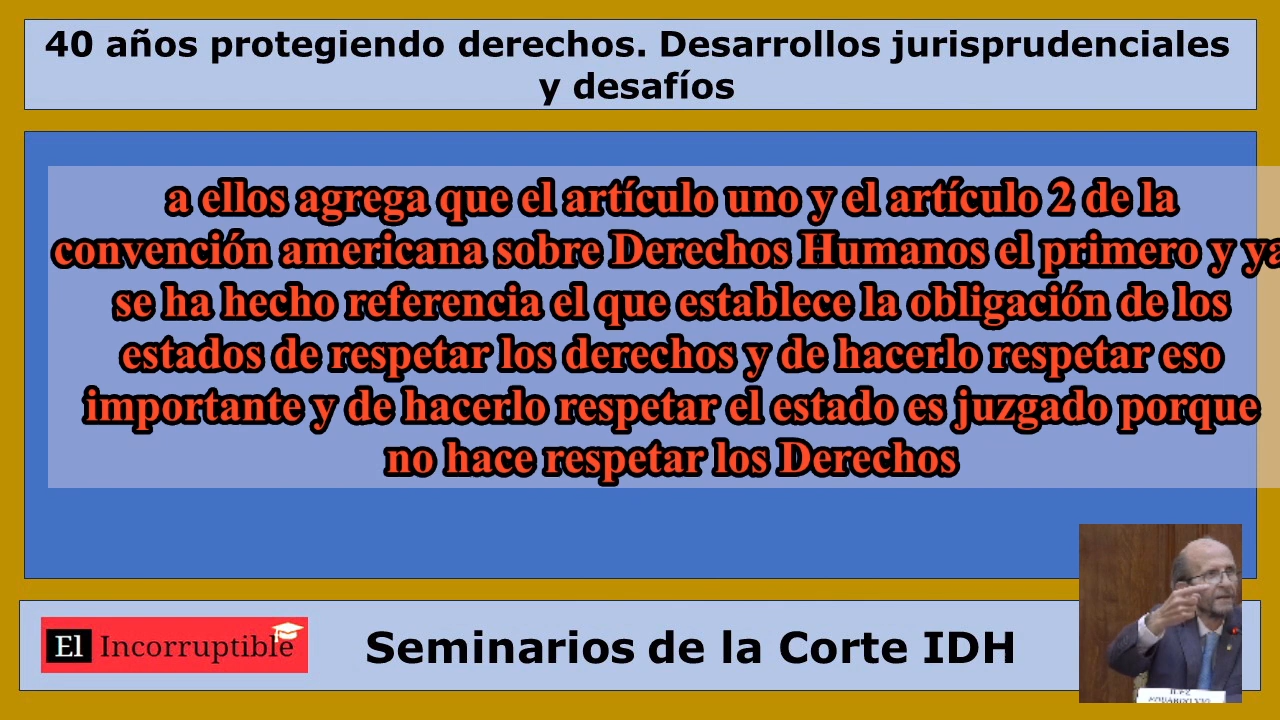 40 años protegiendo derechos. Desarrollos jurisprudenciales
y desafíos
a ellos agrega que el artículo uno y el artículo 2 de la
convención americana sobre Derechos Humanos el primero y ya
se ha hecho referencia el que establece la obligación de los
estados de respetar los derechos y de hacerlo respetar eso
importante y de hacerlo respetar el estado es juzgado porque
no hace respetar los Derechos
El Incorruptible
Seminarios de la Corte IDH